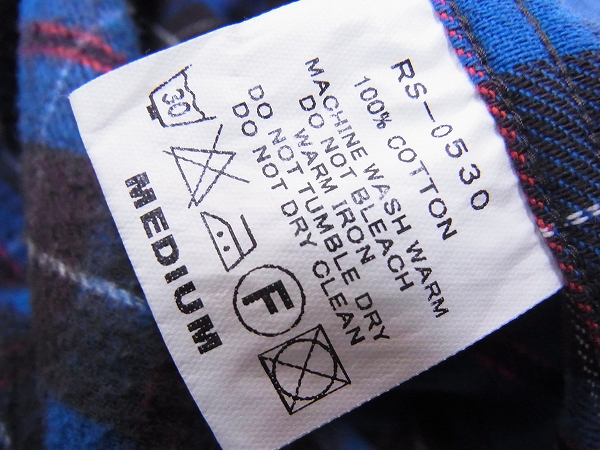 RS-0530
100% COTTON
MACHINE WASH WARM
DO NOT BLEACH
WARM IRON
DO NOT TUMBLE DRY
DO NOT DRY CLEAN
30
F
MEDIUM